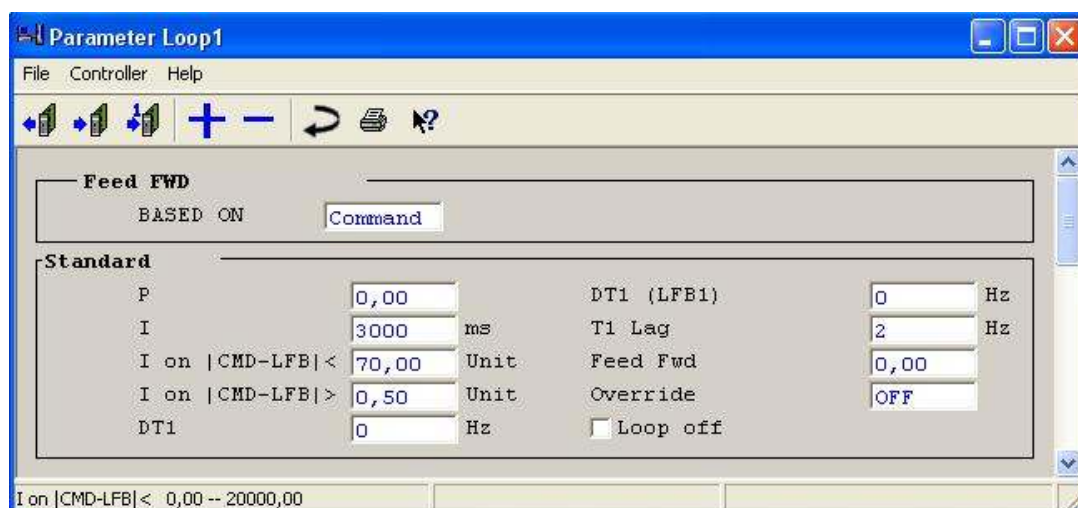 Parameter Loop1
File Controller Help
1
Feed FWD
BASED ON Command
Standard
P 0,00 DT1 (LFB1) 0 Hz
I 3000 ms T1 Lag 2 Hz
I on |CMD-LFB|< 70,00 Unit Feed Fwd 0,00
I on |CMD-LFB|> 0,50 Unit Override OFF
DT1 0 Hz Loop off
I on |CMD-LFB|< 0,00 -- 20000,00